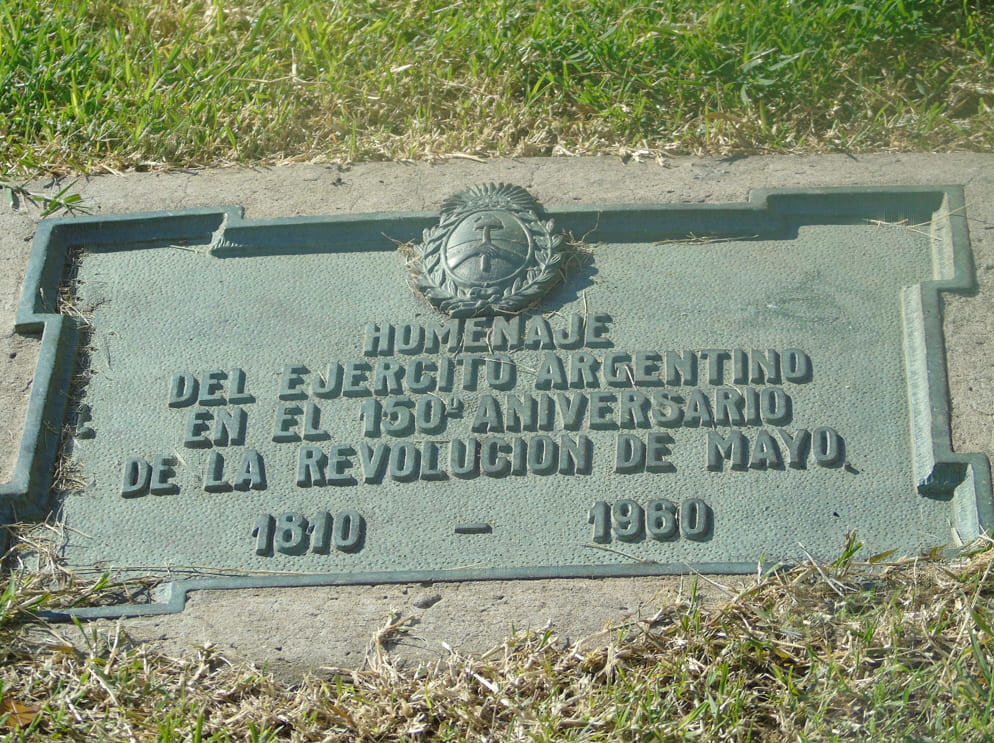 HOMENAJE
DEL EJERCITO ARGENTINO
EN EL 150º ANIVERSARIO
DE LA REVOLUCION DE MAYO
1810 — 1960